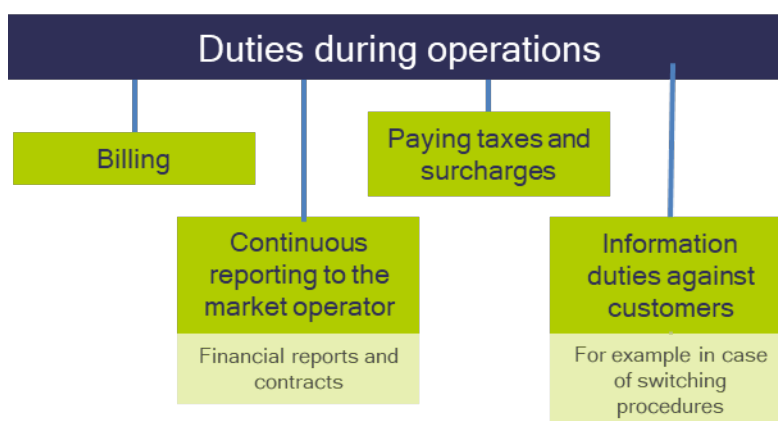 Duties during operations
Billing
Paying taxes and
surcharges
Continuous
reporting to the
market operator
Financial reports and
contracts
Information
duties against
customers
For example in case
of switching
procedures